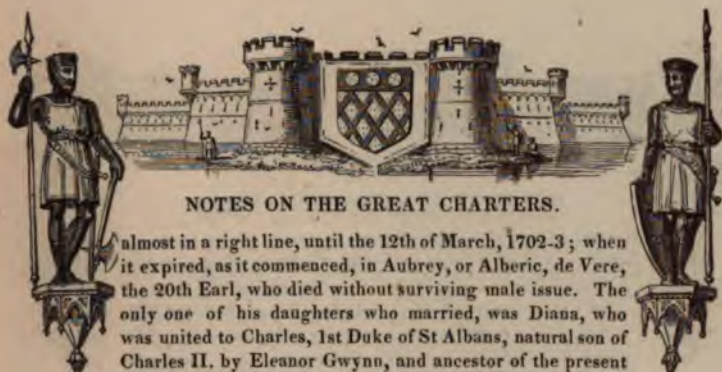 NOTES ON THE GREAT CHARTERS.
almost in a right line, until the 12th of March, 1702-3; when
it expired, as it commenced, in Aubrey, or Alberic, de Vere,
the 20th Earl, who died without surviving male issue. The
only one of his daughters who married, was Diana, who
was united to Charles, 1st Duke of St Albans, natural son of
Charles II. by Eleanor Gwynn, and ancestor of the present